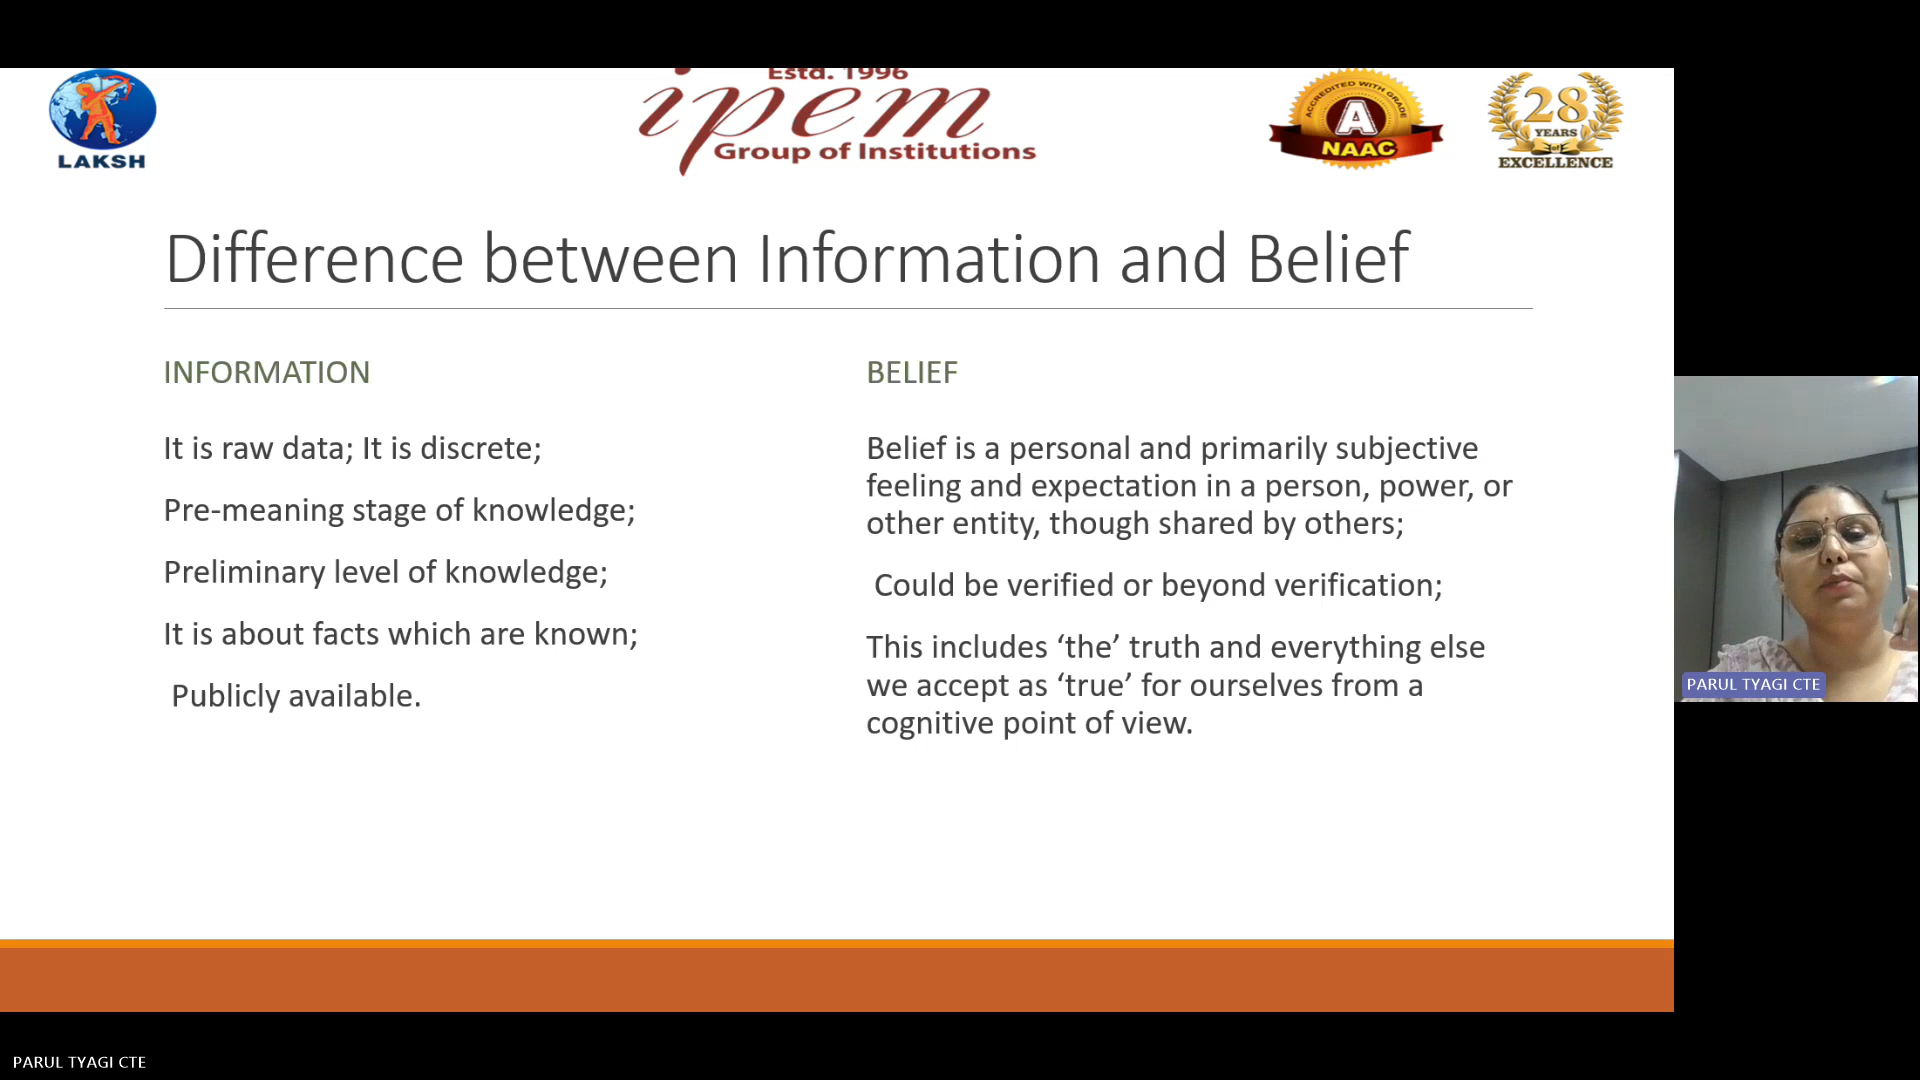 Estd. 1996
ipem
Group of Institutions
LAKSH
ACCREDITED WITH GRADE
A
NAAC
28
YEARS
of
EXCELLENCE
Difference between Information and Belief
INFORMATION
It is raw data; It is discrete;
Pre-meaning stage of knowledge;
Preliminary level of knowledge;
It is about facts which are known;
Publicly available.
BELIEF
Belief is a personal and primarily subjective
feeling and expectation in a person, power, or
other entity, though shared by others;
Could be verified or beyond verification;
This includes ‘the’ truth and everything else
we accept as ‘true’ for ourselves from a
cognitive point of view.
PARUL TYAGI CTE
PARUL TYAGI CTE